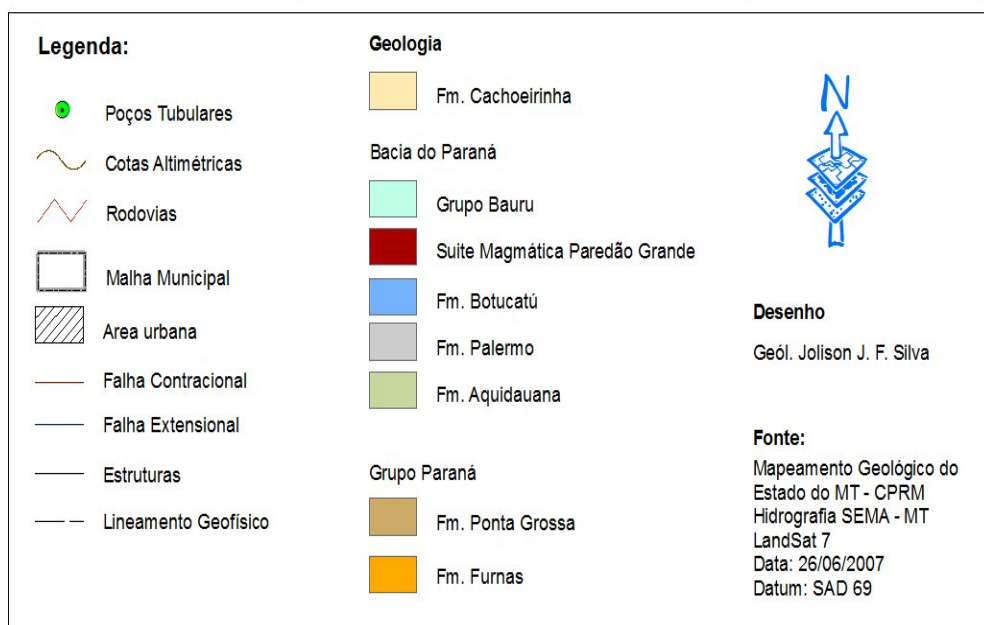 Legenda:
Poços Tubulares
Cotas Altimétricas
Rodovias
Malha Municipal
Area urbana
Falha Contracional
Falha Extensional
Estruturas
Lineamento Geofísico
Geologia
Fm. Cachoeirinha
Bacia do Paraná
Grupo Bauru
Suite Magmática Paredão Grande
Fm. Botucatú
Fm. Palermo
Fm. Aquidauana
Grupo Paraná
Fm. Ponta Grossa
Fm. Furnas
N
Desenho
Geól. Jolison J. F. Silva
Fonte:
Mapeamento Geológico do
Estado do MT - CPRM
Hidrografia SEMA - MT
LandSat 7
Data: 26/06/2007
Datum: SAD 69